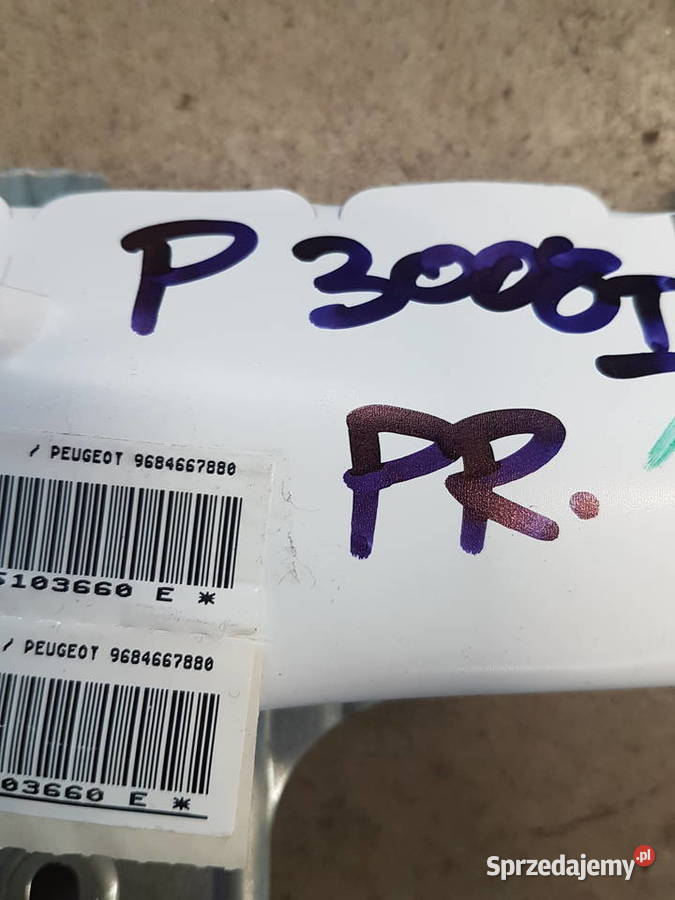 P 3008 I
PR.
/ PEUGEOT 9684667880
5103660 E *
/ PEUGEOT 9684667880
03660 E *
Sprzedajemy.pl